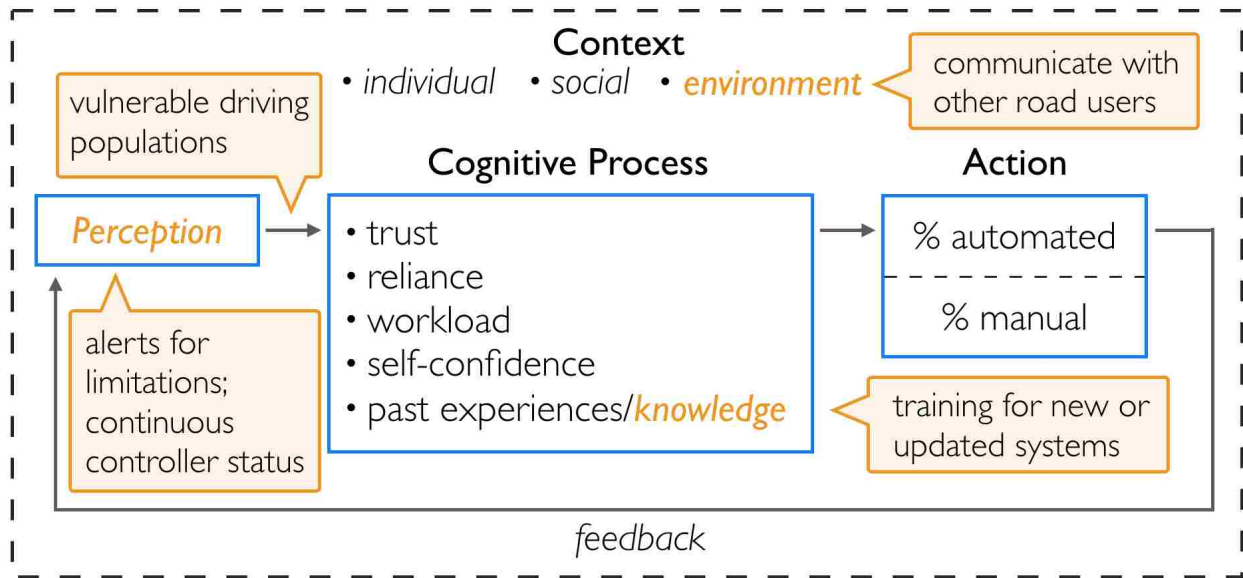 Context
• individual • social • environment
communicate with
other road users
vulnerable driving
populations
Cognitive Process
Action
Perception
• trust
• reliance
• workload
• self-confidence
• past experiences/knowledge
% automated
% manual
alerts for
limitations;
continuous
controller status
training for new or
updated systems
feedback